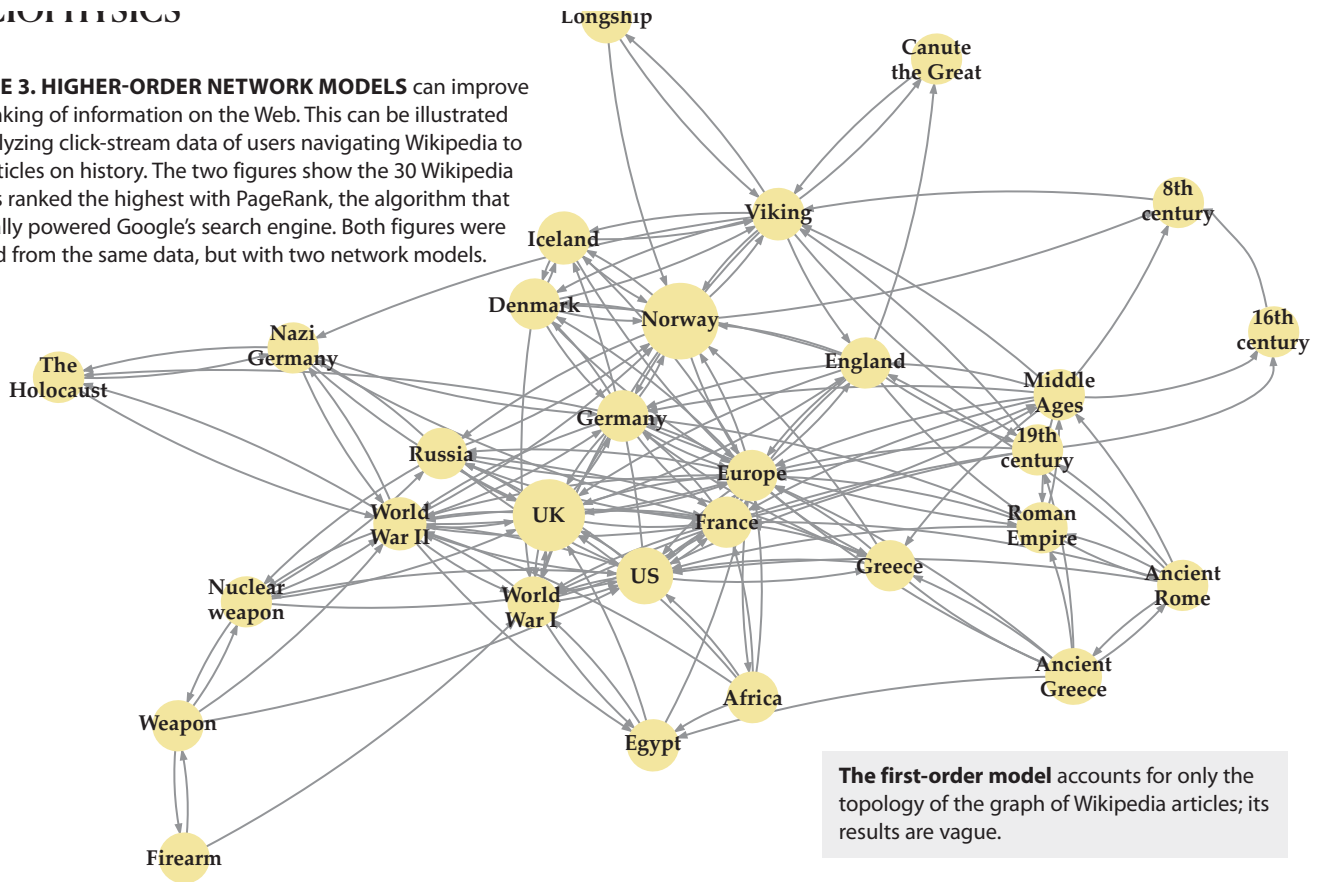 Longship
Canute
the Great
E 3. HIGHER-ORDER NETWORK MODELS can improve
king of information on the Web. This can be illustrated
lyzing click-stream data of users navigating Wikipedia to
ticles on history. The two figures show the 30 Wikipedia
s ranked the highest with PageRank, the algorithm that
ally powered Google's search engine. Both figures were
d from the same data, but with two network models.
8th
century
Viking
Iceland
Denmark
Norway
16th
century
Nazi
Germany
The
Holocaust
England
Middle
Ages
Germany
19th
century
Russia
Europe
World
War II
UK
France
Roman
Empire
Greece
US
Ancient
Rome
Nuclear
weapon
World
War I
Ancient
Greece
Africa
Weapon
Egypt
The first-order model accounts for only the
topology of the graph of Wikipedia articles; its
results are vague.
Firearm